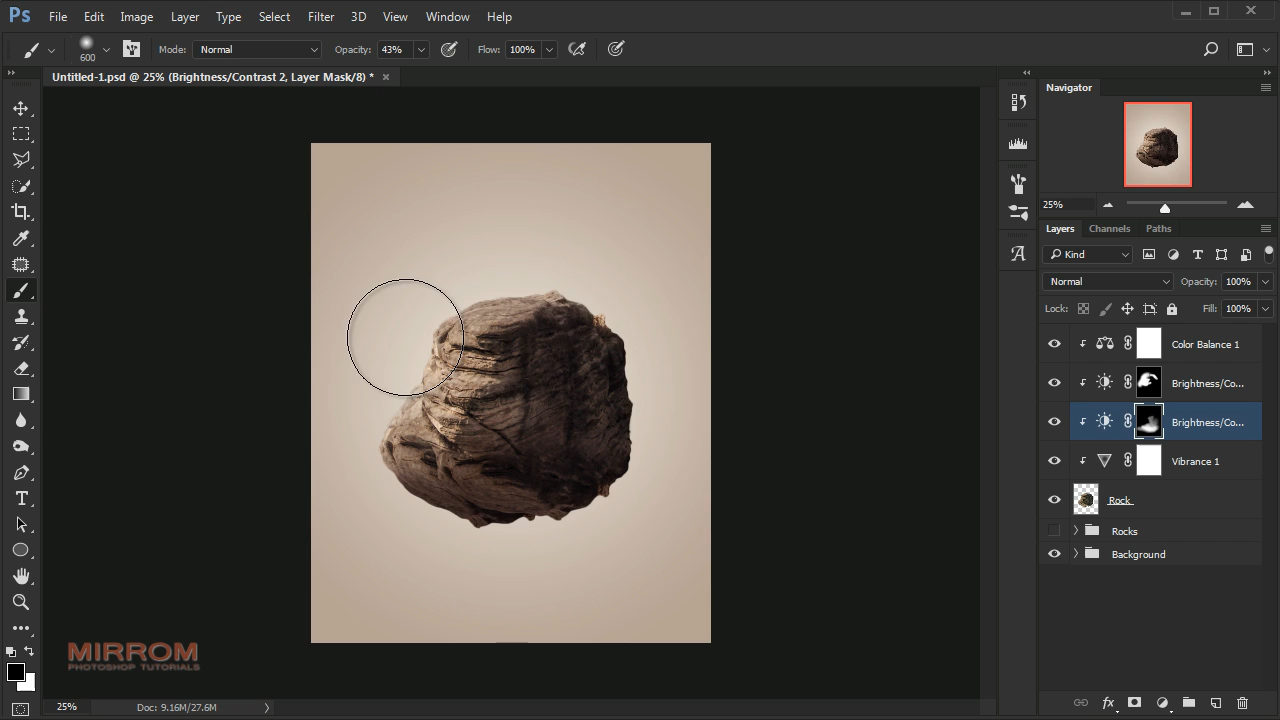 Ps File Edit Image Layer Type Select Filter 3D View Window Help
600 Mode: Normal Opacity: 43% Flow: 100%
Untitled-1.psd @ 25% (Brightness/Contrast 2, Layer Mask/8) *
Navigator
25%
Layers Channels Paths
Kind
Normal Opacity: 100%
Lock: Fill: 100%
Color Balance 1
Brightness/Co...
Brightness/Co...
Vibrance 1
Rock
Rocks
Background
MIRROM
PHOTOSHOP TUTORIALS
25% Doc: 9.16M/27.6M